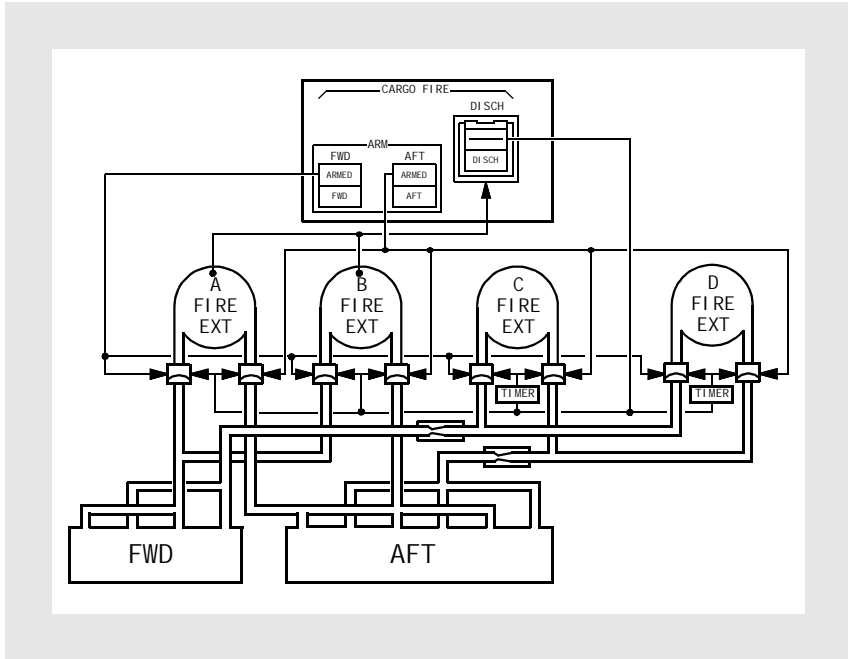 CARGO FIRE
DISCH
ARM
FWD
AFT
ARMED
ARMED
DISCH
FWD
AFT
A
FIRE
EXT
B
FIRE
EXT
C
FIRE
EXT
D
FIRE
EXT
TIMER
TIMER
FWD
AFT